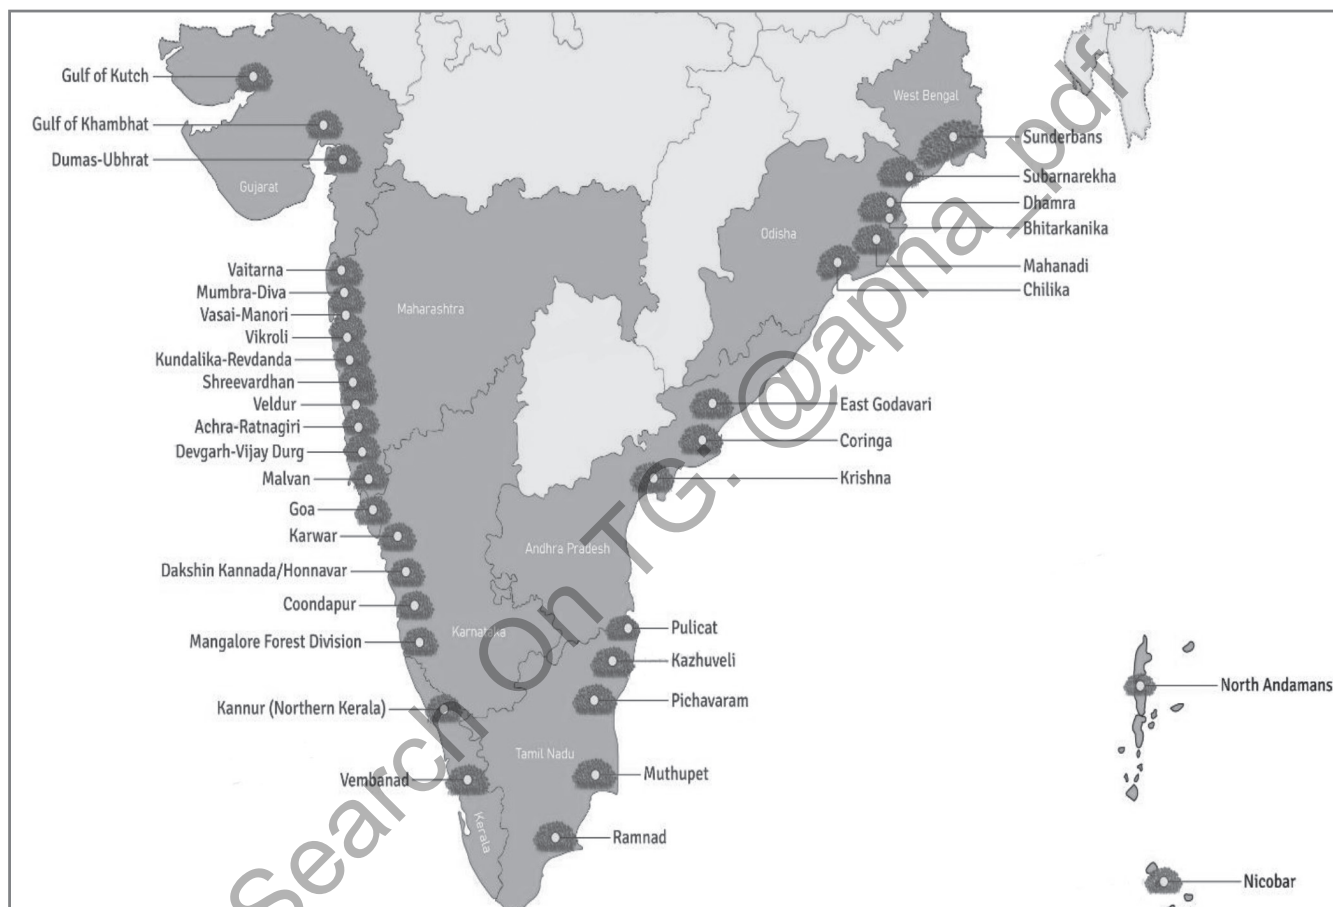 Gulf of Kutch
Gulf of Khambhat
Dumas-Ubhrat
Gujarat
West Bengal
Sunderbans
Subarnarekha
Dhamra
Bhitarkanika
Mahanadi
Chilika
Odisha
Vaitarna
Mumbra-Diva
Vasai-Manori
Vikroli
Kundalika-Revdanda
Shreevardhan
Veldur
Achra-Ratnagiri
Devgarh-Vijay Durg
Malvan
Goa
Karwar
Dakshin Kannada/Honnavar
Coondapur
Mangalore Forest Division
Kannur (Northern Kerala)
Vembanad
Maharashtra
Karnataka
Kerala
Andhra Pradesh
Tamil Nadu
East Godavari
Coringa
Krishna
Pulicat
Kazhuveli
Pichavaram
Muthupet
Ramnad
North Andamans
Nicobar
Search On TG: @apna_pdf